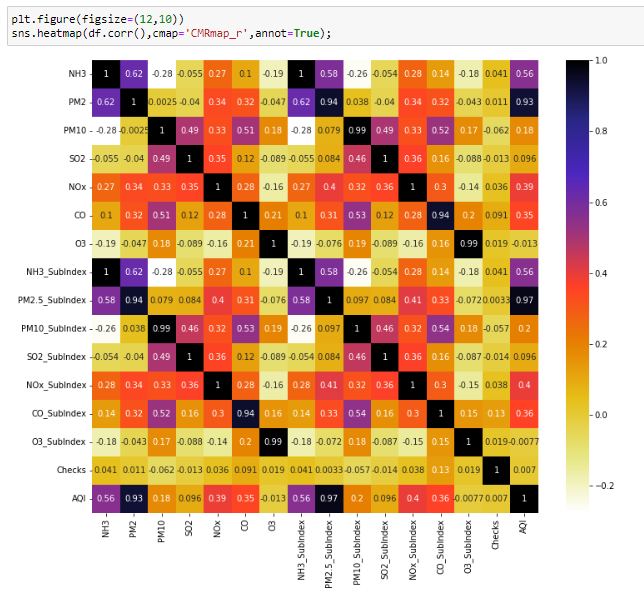 plt.figure(figsize=(12,10))
sns.heatmap(df.corr(),cmap='CMRmap_r',annot=True);
NH3 1 0.62 -0.28 -0.055 0.27 0.1 -0.19 1 0.58 -0.26 -0.054 0.28 0.14 -0.18 0.041 0.56
PM2 0.62 1 -0.0025 -0.04 0.34 0.32 -0.047 0.62 0.94 0.038 -0.04 0.34 0.32 -0.043 0.011 0.93
PM10 -0.28 -0.0025 1 0.49 0.33 0.51 0.18 -0.28 0.079 0.99 0.49 0.33 0.52 0.17 -0.062 0.18
SO2 -0.055 -0.04 0.49 1 0.35 0.12 -0.089 -0.055 0.084 0.46 1 0.36 0.16 -0.088 -0.013 0.096
NOx 0.27 0.34 0.33 0.35 1 0.28 -0.16 0.27 0.4 0.32 0.36 1 0.3 -0.14 0.036 0.39
CO 0.1 0.32 0.51 0.12 0.28 1 0.21 0.1 0.31 0.53 0.12 0.28 0.94 0.2 0.091 0.35
O3 -0.19 -0.047 0.18 -0.089 -0.16 0.21 1 -0.19 -0.076 0.19 -0.089 -0.16 0.16 0.99 0.019 -0.013
NH3_SubIndex 1 0.62 -0.28 -0.055 0.27 0.1 -0.19 1 0.58 -0.26 -0.054 0.28 0.14 -0.18 0.041 0.56
PM2.5_SubIndex 0.58 0.94 0.079 0.084 0.4 0.31 -0.076 0.58 1 0.097 0.084 0.41 0.33 -0.072 0.0033 0.97
PM10_SubIndex -0.26 0.038 0.99 0.46 0.32 0.53 0.19 -0.26 0.097 1 0.46 0.32 0.54 0.18 -0.057 0.2
SO2_SubIndex -0.054 -0.04 0.49 1 0.36 0.12 -0.089 -0.054 0.084 0.46 1 0.36 0.16 -0.087 -0.014 0.096
NOx_SubIndex 0.28 0.34 0.33 0.36 1 0.28 -0.16 0.28 0.41 0.32 0.36 1 0.3 -0.15 0.038 0.4
CO_SubIndex 0.14 0.32 0.52 0.16 0.3 0.94 0.16 0.14 0.33 0.54 0.16 0.3 1 0.15 0.13 0.36
O3_SubIndex -0.18 -0.043 0.17 -0.088 -0.14 0.2 0.99 -0.18 -0.072 0.18 -0.087 -0.15 0.15 1 0.019 -0.0077
Checks 0.041 0.011 -0.062 -0.013 0.036 0.091 0.019 0.041 0.0033 -0.057 -0.014 0.038 0.13 0.019 1 0.007
AQI 0.56 0.93 0.18 0.096 0.39 0.35 -0.013 0.56 0.97 0.2 0.096 0.4 0.36 -0.0077 0.007 1
NH3 PM2 PM10 SO2 NOx CO O3 NH3_SubIndex PM2.5_SubIndex PM10_SubIndex SO2_SubIndex NOx_SubIndex CO_SubIndex O3_SubIndex Checks AQI
1.0
0.8
0.6
0.4
0.2
0.0
-0.2